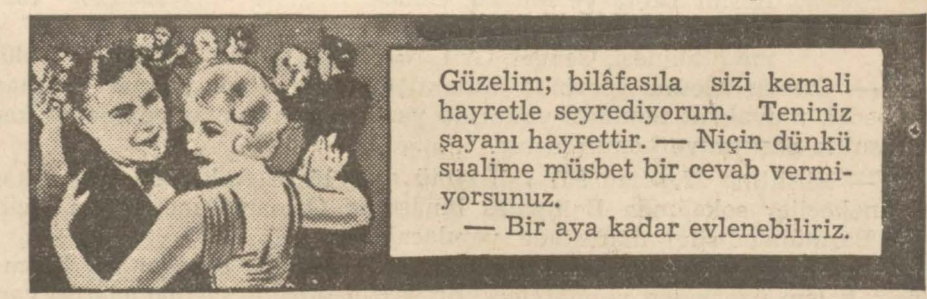 Güzelim; bilâfasıla sizi kemali
hayretle seyrediyorum. Teniniz
şayanı hayrettir. — Niçin dünkü
sualime müsbet bir cevab vermi-
yorsunuz.
— Bir aya kadar evlenebiliriz.